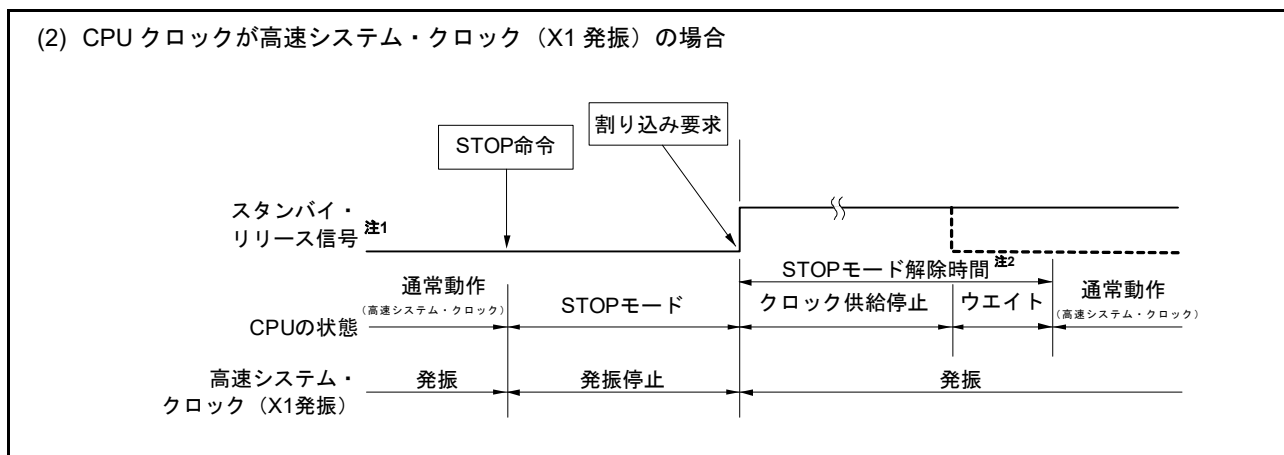 (2) CPU クロックが高速システム・クロック（X1 発振）の場合
割り込み要求
STOP命令
スタンバイ・
リリース信号 注1
STOPモード解除時間 注2
通常動作
（高速システム・クロック）
STOPモード
クロック供給停止
ウエイト
通常動作
（高速システム・クロック）
CPUの状態
高速システム・
クロック（X1発振）
発振
発振停止
発振